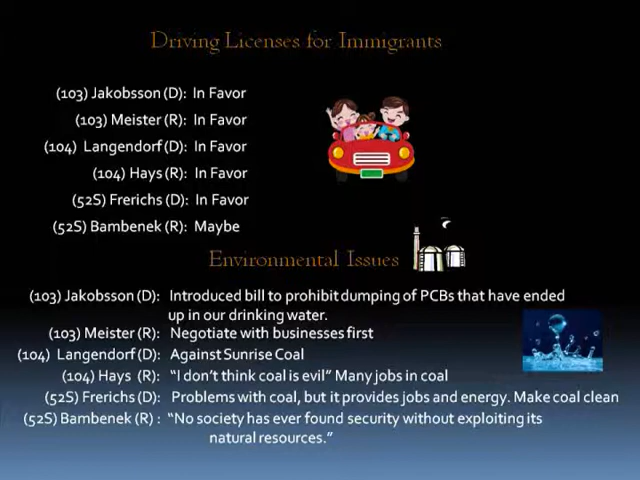 Driving Licenses for Immigrants
(103) Jakobsson (D): In Favor
(103) Meister (R): In Favor
(104) Langendorf (D): In Favor
(104) Hays (R): In Favor
(52S) Frerichs (D): In Favor
(52S) Bambenek (R): Maybe
Environmental Issues
(103) Jakobsson (D): Introduced bill to prohibit dumping of PCBs that have ended
up in our drinking water.
(103) Meister (R): Negotiate with businesses first
(104) Langendorf (D): Against Sunrise Coal
(104) Hays (R): “I don’t think coal is evil” Many jobs in coal
(52S) Frerichs (D): Problems with coal, but it provides jobs and energy. Make coal clean
(52S) Bambenek (R) : “No society has ever found security without exploiting its
natural resources.”